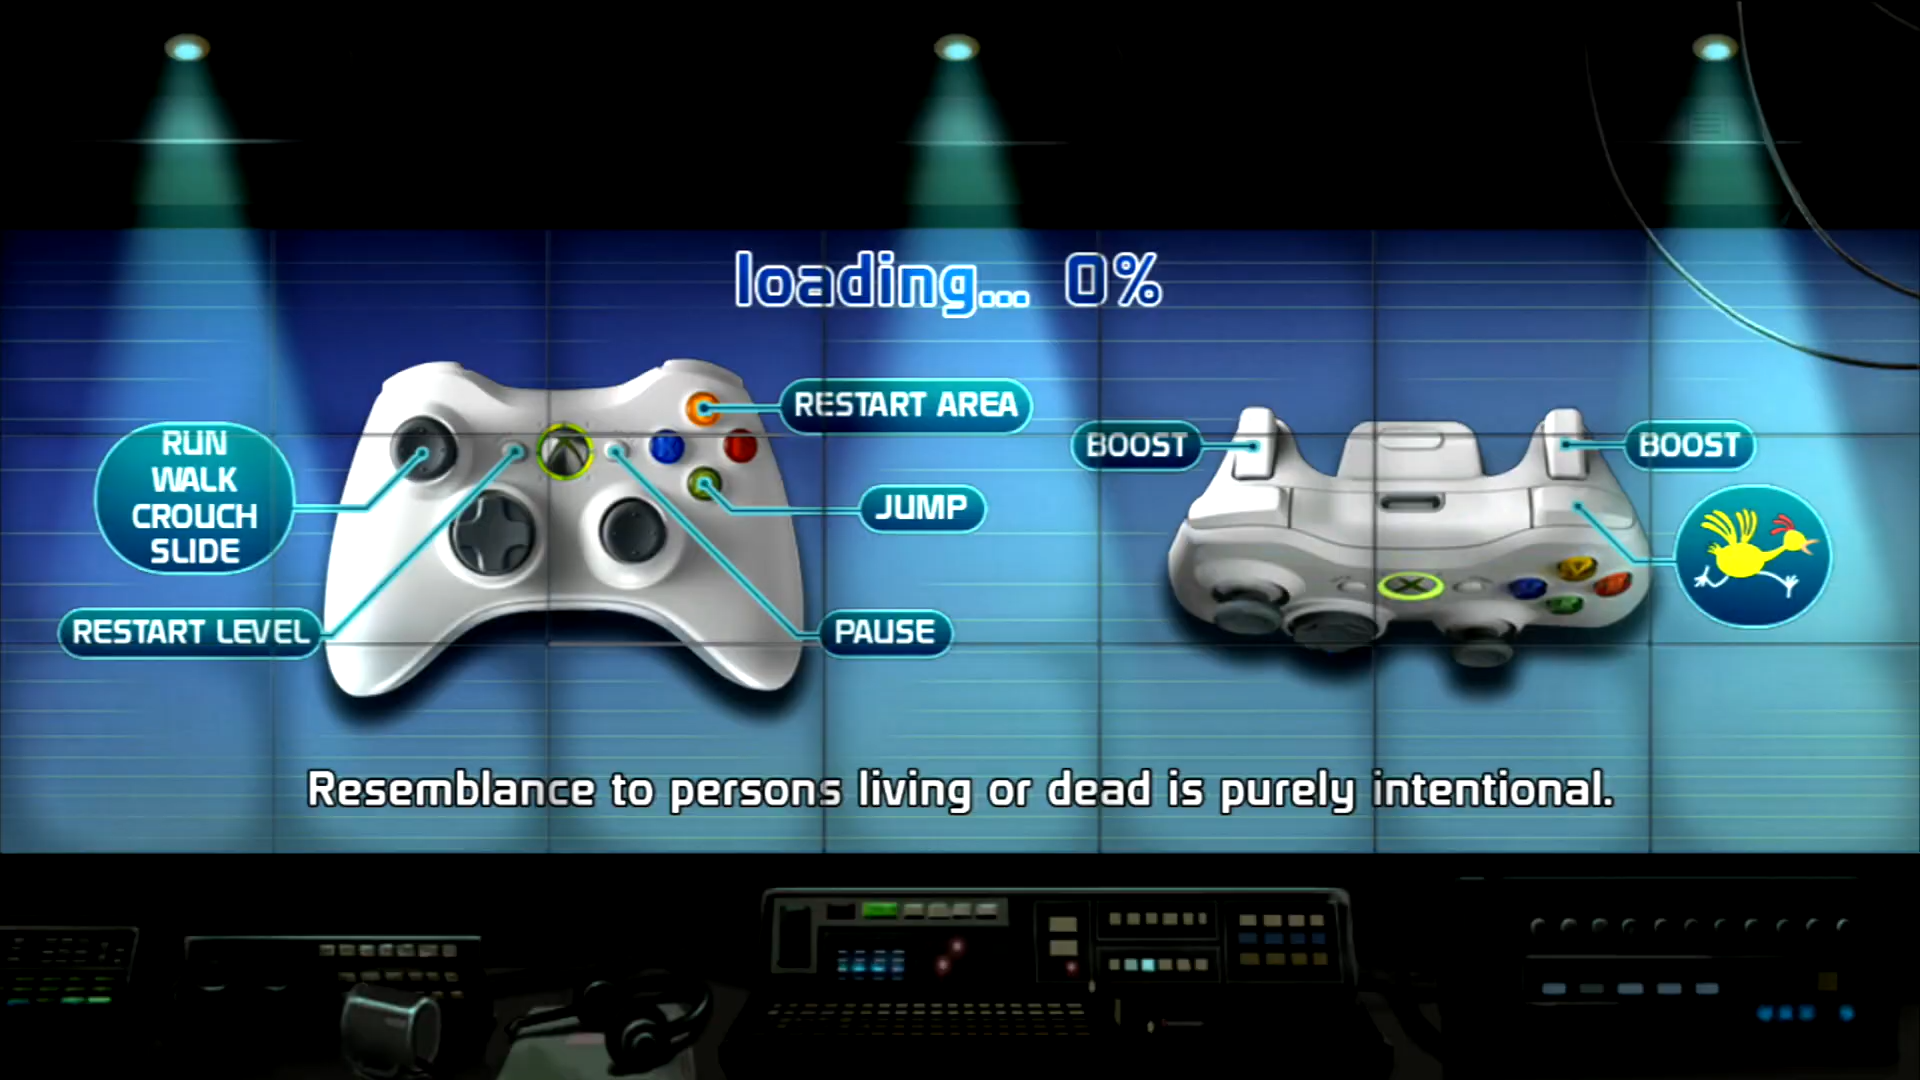 loading... 0%
RESTART AREA
RUN
WALK
CROUCH
SLIDE
BOOST
BOOST
JUMP
RESTART LEVEL
PAUSE
Resemblance to persons living or dead is purely intentional.